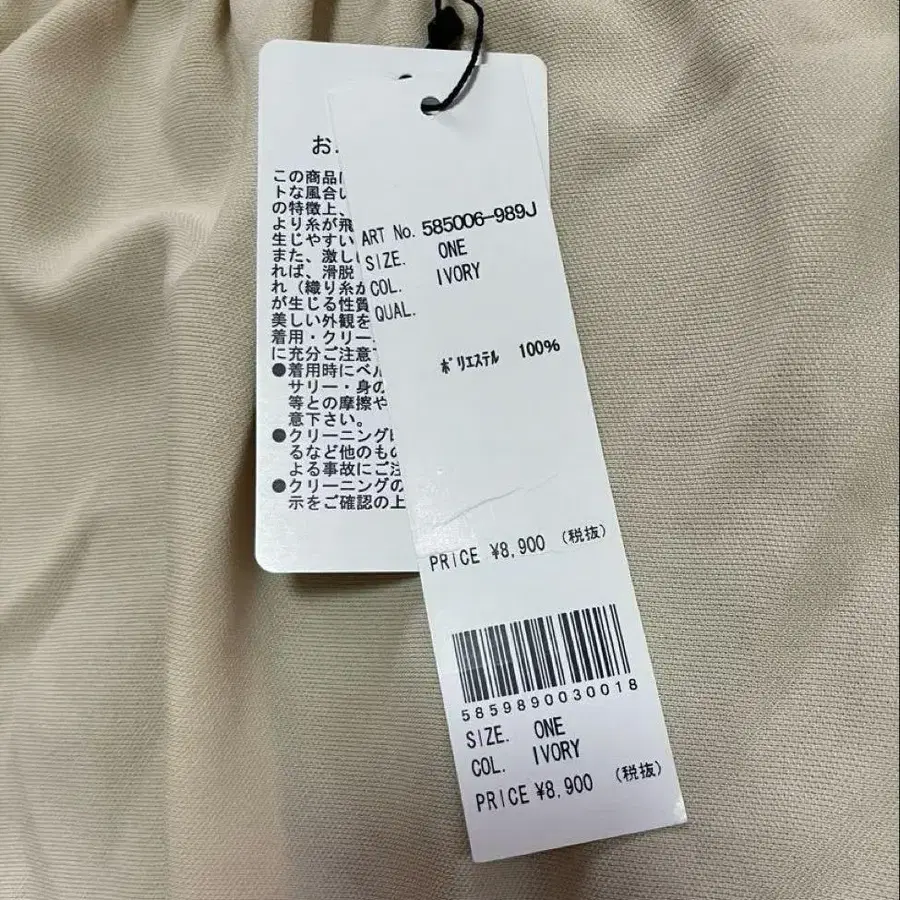 お
この商品
トな風合い
の特徴上、
より糸が飛
生じやすい
また、激し
れば、滑脱
れ（織り糸が
が生じる性質
美しい外観を
着用・クリー
に充分ご注意
●着用時にベル
サリー・身の
等との摩擦や
意下さい。
●クリーニング
るなど他のもの
よる事故にご注
●クリーニングの
示をご確認の上
ART No. 585006-989J
SIZE. ONE
COL. IVORY
QUAL.
ﾎﾟﾘｴｽﾃﾙ 100%
PRICE ¥8,900 (税抜)
5859890030018
SIZE. ONE
COL. IVORY
PRICE ¥8,900 (税抜)